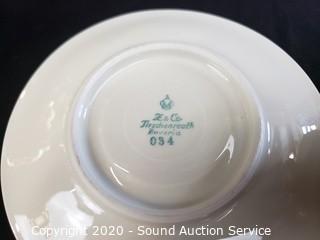 Z & Co
Tirschenreuth
Bavaria
034
Copyright 2020 - Sound Auction Service